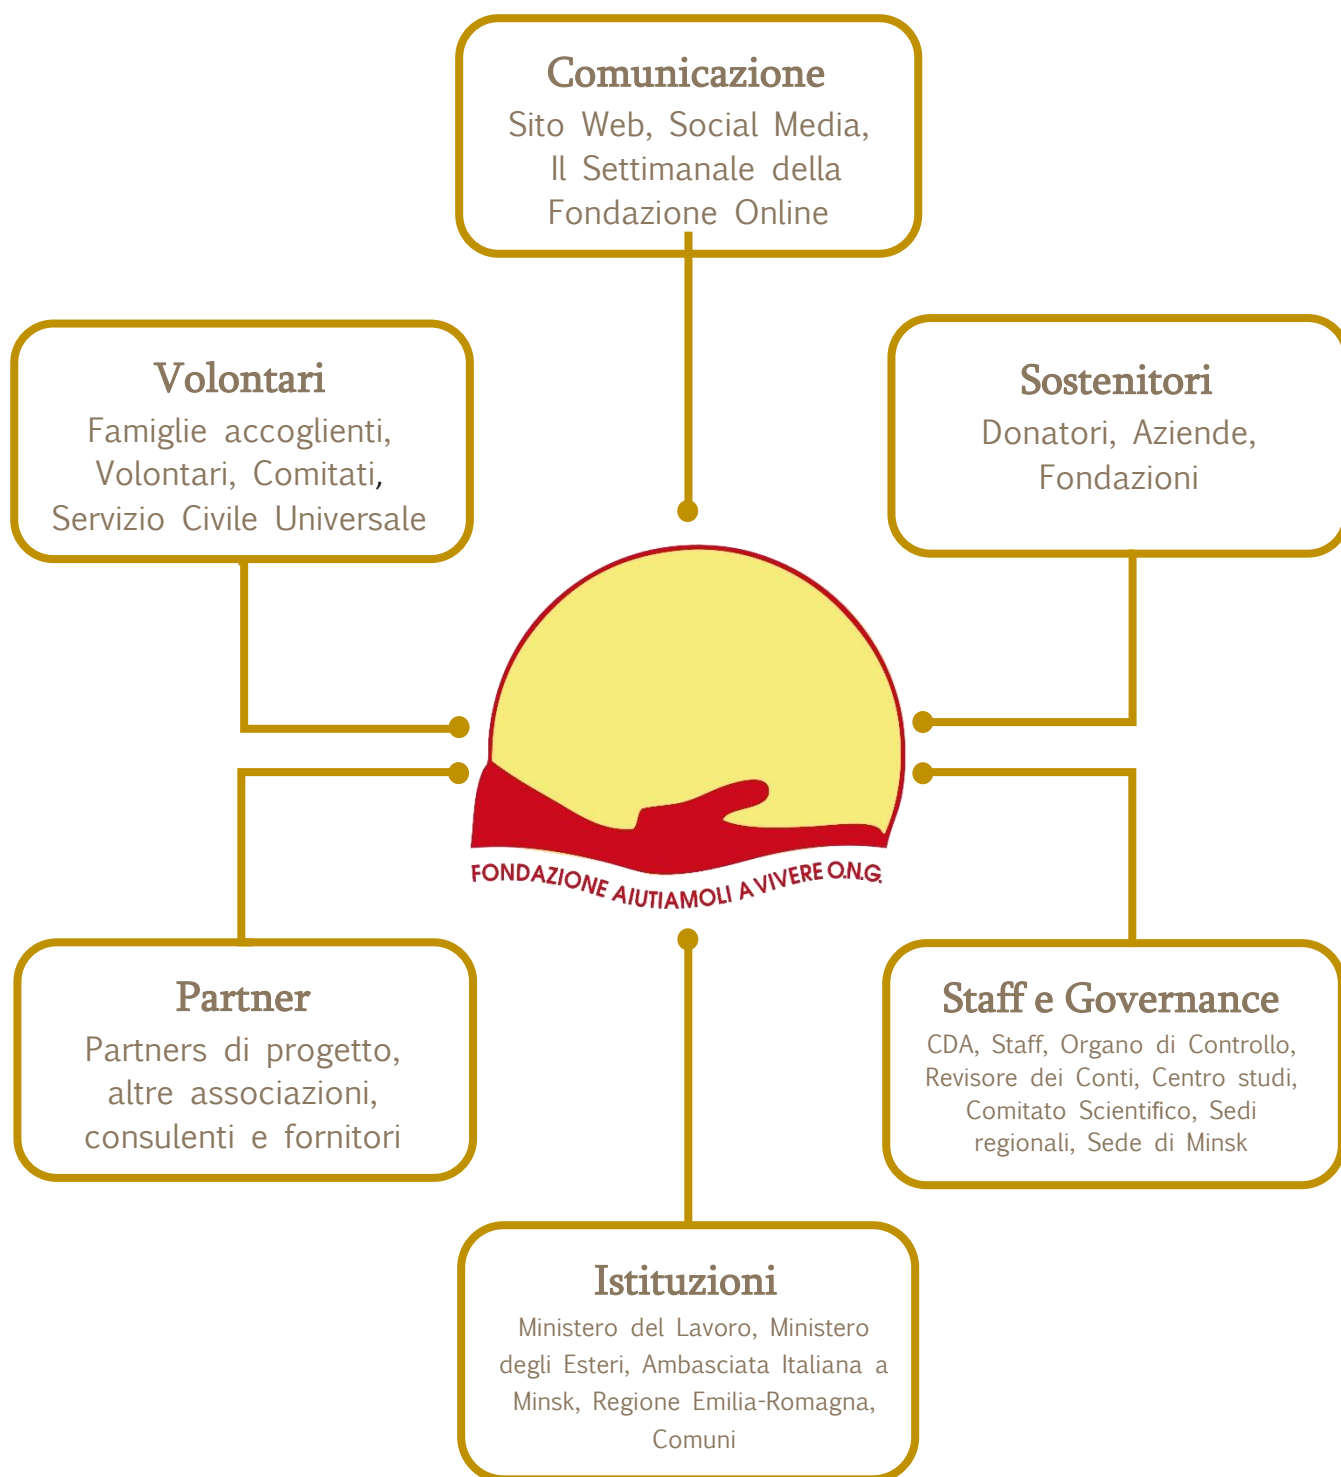 Comunicazione
Sito Web, Social Media,
Il Settimanale della
Fondazione Online
Volontari
Famiglie accoglienti,
Volontari, Comitati,
Servizio Civile Universale
Sostenitori
Donatori, Aziende,
Fondazioni
FONDAZIONE AIUTIAMOLI A VIVERE O.N.G.
Partner
Partners di progetto,
altre associazioni,
consulenti e fornitori
Staff e Governance
CDA, Staff, Organo di Controllo,
Revisore dei Conti, Centro studi,
Comitato Scientifico, Sedi
regionali, Sede di Minsk
Istituzioni
Ministero del Lavoro, Ministero
degli Esteri, Ambasciata Italiana a
Minsk, Regione Emilia-Romagna,
Comuni